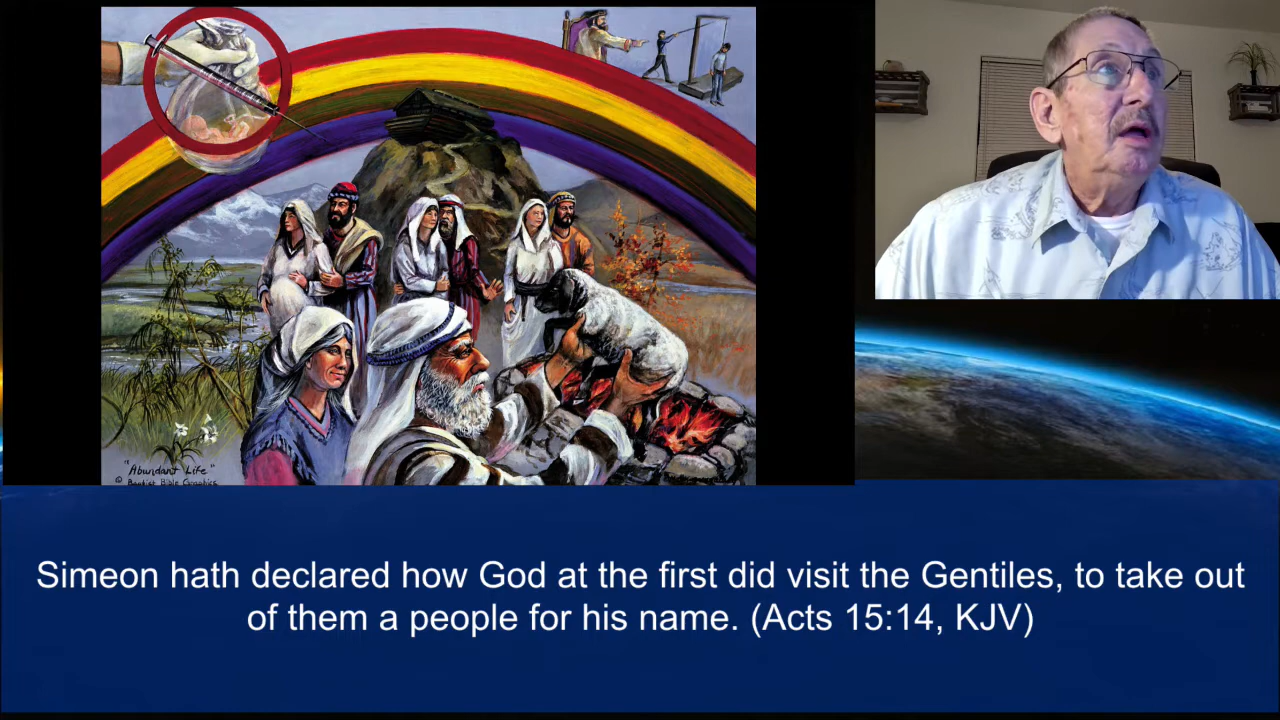 "Abundant Life"
© Baptist Bible Graphics
Simeon hath declared how God at the first did visit the Gentiles, to take out
of them a people for his name. (Acts 15:14, KJV)